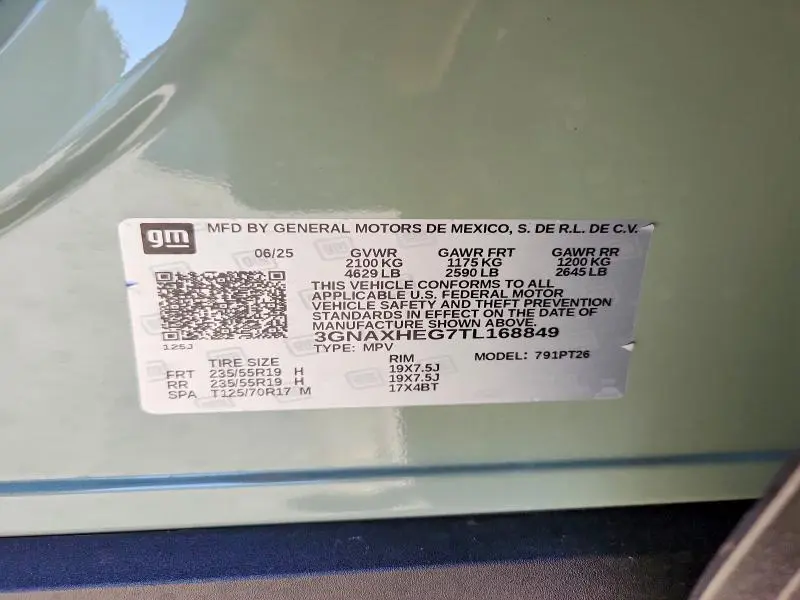 gm MFD BY GENERAL MOTORS DE MEXICO, S. DE R.L. DE C.V.
06/25 GVWR GAWR FRT GAWR RR
2100 KG 1175 KG 1200 KG
4629 LB 2590 LB 2645 LB
THIS VEHICLE CONFORMS TO ALL
APPLICABLE U.S. FEDERAL MOTOR
VEHICLE SAFETY AND THEFT PREVENTION
STANDARDS IN EFFECT ON THE DATE OF
MANUFACTURE SHOWN ABOVE.
3GNAXHEG7TL168849
125J
TYPE: MPV MODEL: 791PT26
TIRE SIZE RIM
FRT 235/55R19 H 19X7.5J
RR 235/55R19 H 19X7.5J
SPA T125/70R17 M 17X4BT